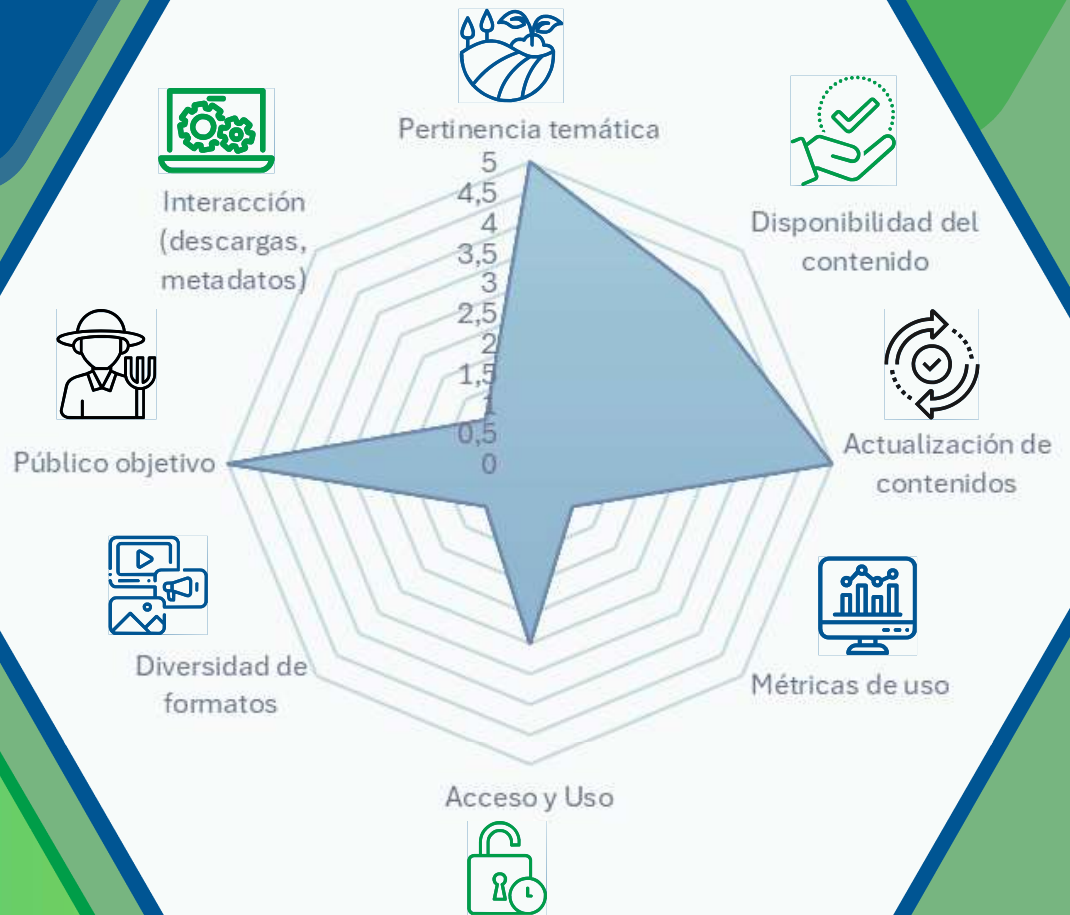 Pertinencia temática
5
4,5
4
3,5
3
2,5
2
1,5
1
0,5
0
Disponibilidad del
contenido
Actualización de
contenidos
Métricas de uso
Acceso y Uso
Diversidad de
formatos
Público objetivo
Interacción
(descargas,
metadatos)